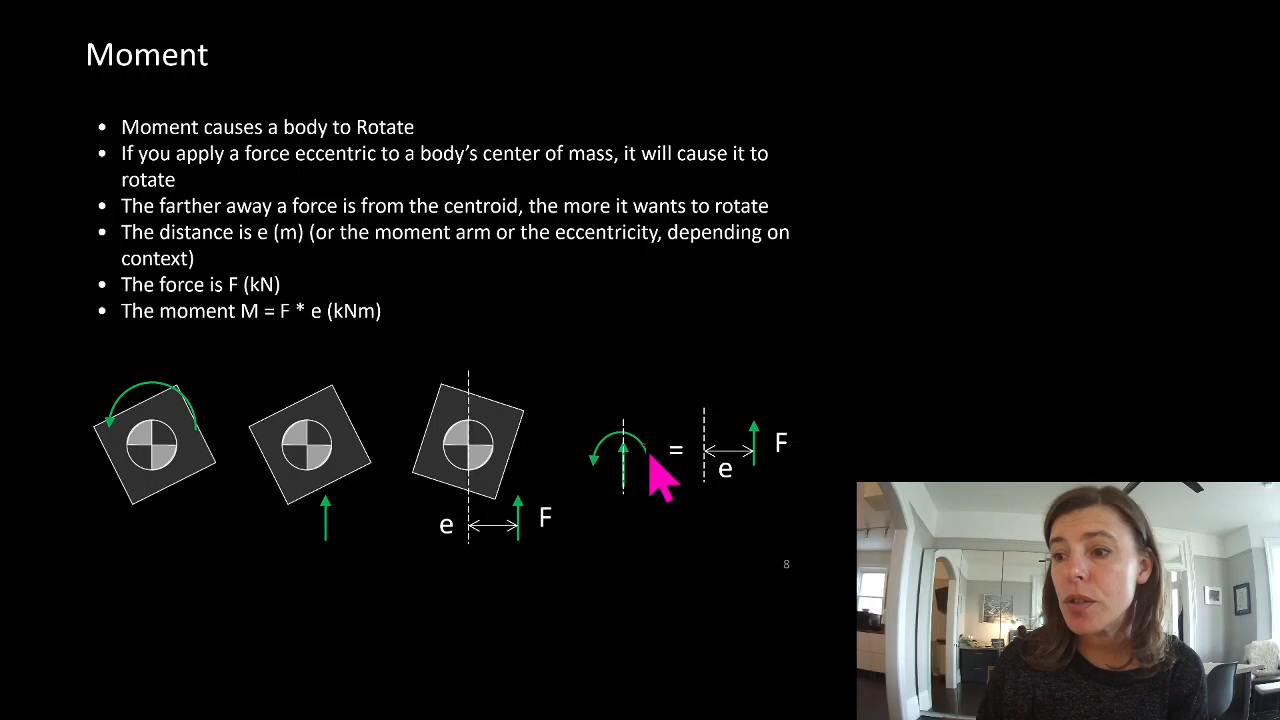 Moment
• Moment causes a body to Rotate
• If you apply a force eccentric to a body's center of mass, it will cause it to
rotate
• The farther away a force is from the centroid, the more it wants to rotate
• The distance is e (m) (or the moment arm or the eccentricity, depending on
context)
• The force is F (kN)
• The moment M = F * e (kNm)
e F
= e F
8